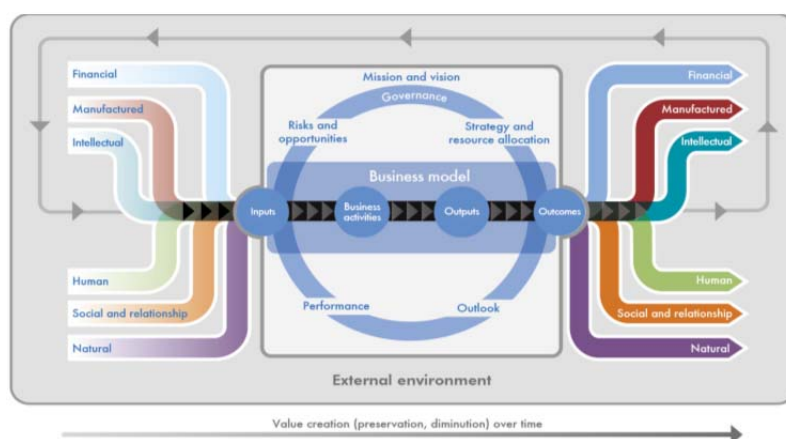 Financial
Manufactured
Intellectual
Human
Social and relationship
Natural
Mission and vision
Governance
Risks and
opportunities
Strategy and
resource allocation
Business model
Inputs
Business
activities
Outputs
Outcomes
Performance
Outlook
Financial
Manufactured
Intellectual
Human
Social and relationship
Natural
External environment
Value creation (preservation, diminution) over time